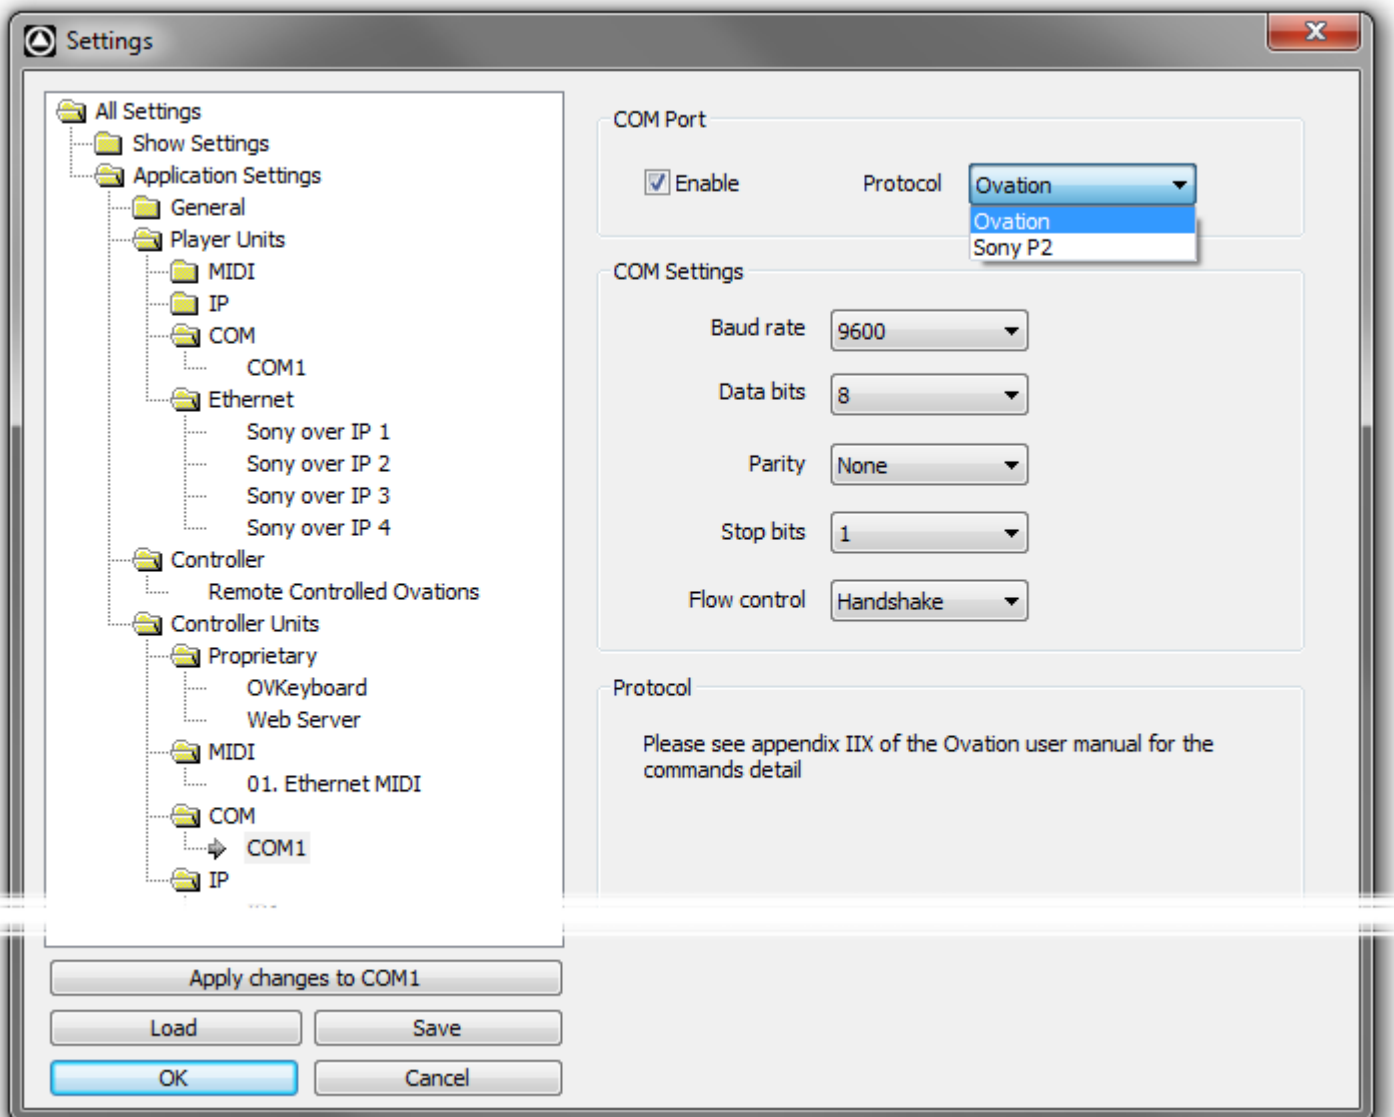 Settings
All Settings
Show Settings
Application Settings
General
Player Units
MIDI
IP
COM
COM1
Ethernet
Sony over IP 1
Sony over IP 2
Sony over IP 3
Sony over IP 4
Controller
Remote Controlled Ovations
Controller Units
Proprietary
OVKeyboard
Web Server
MIDI
01. Ethernet MIDI
COM
COM1
IP
Apply changes to COM1
Load
Save
OK
Cancel
COM Port
Enable
Protocol
Ovation
Ovation
Sony P2
COM Settings
Baud rate
9600
Data bits
8
Parity
None
Stop bits
1
Flow control
Handshake
Protocol
Please see appendix IIX of the Ovation user manual for the
commands detail